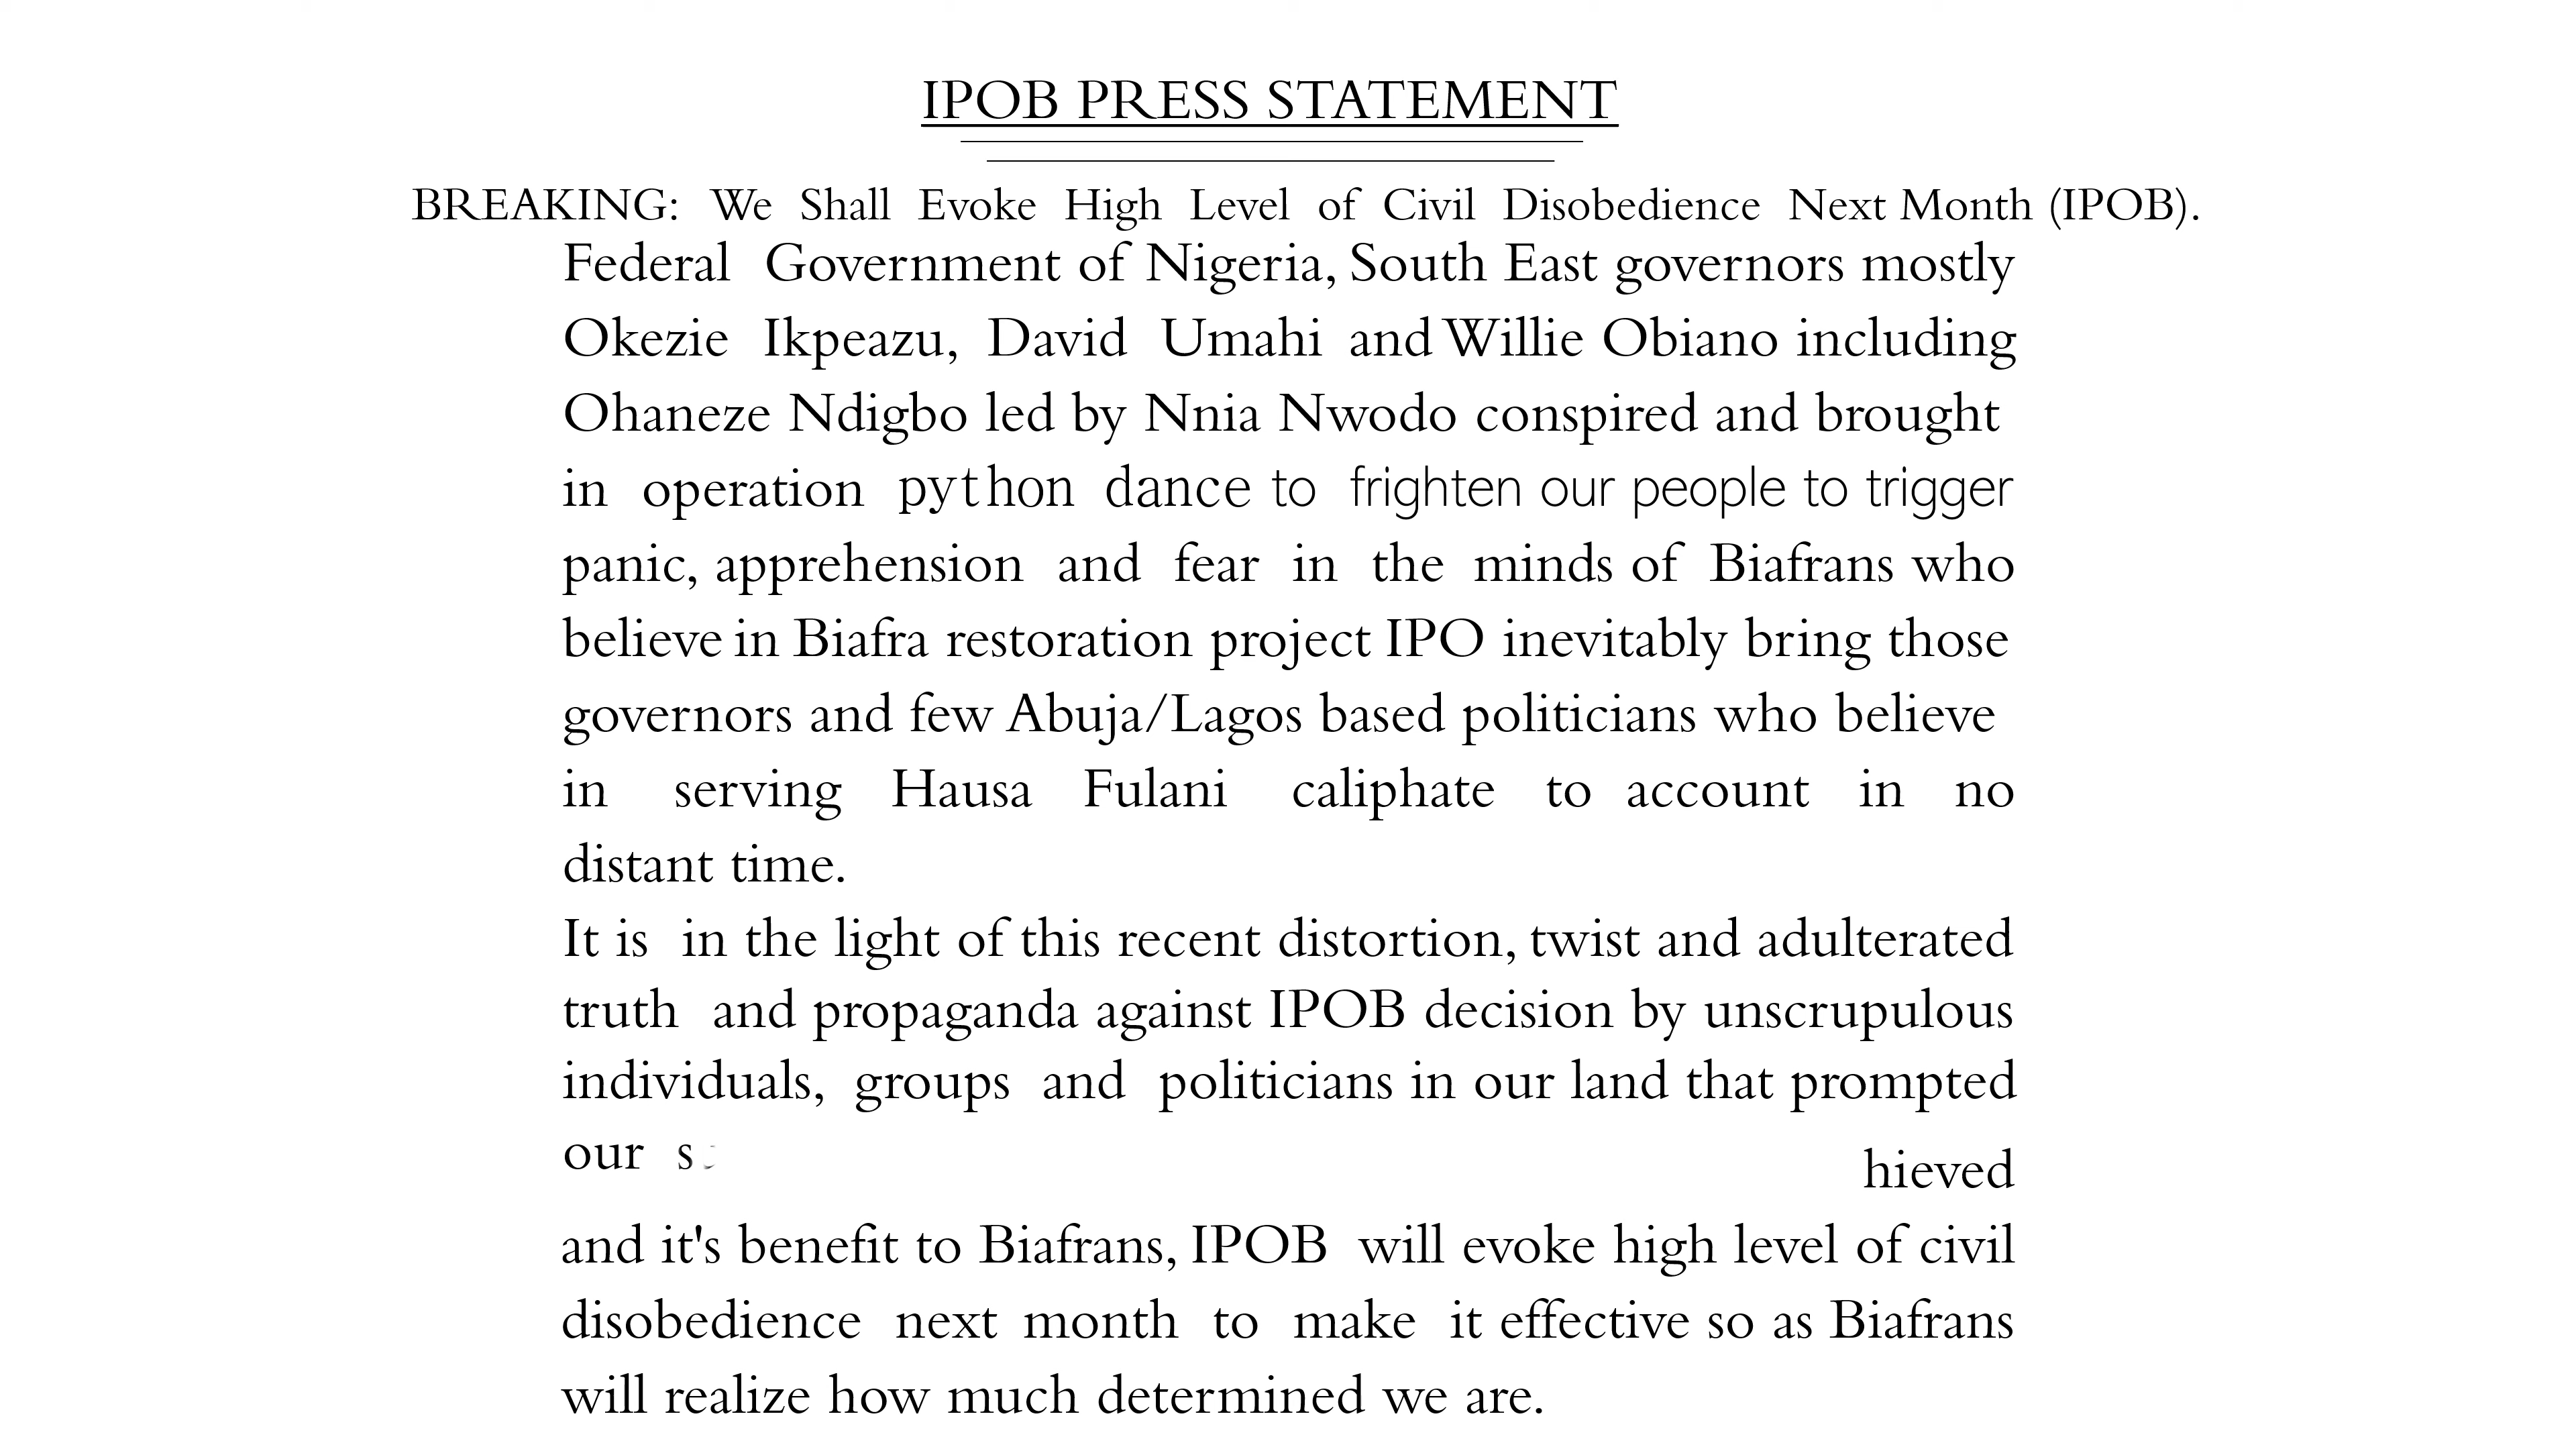 IPOB PRESS STATEMENT
BREAKING: We Shall Evoke High Level of Civil Disobedience Next Month (IPOB).
Federal Government of Nigeria, South East governors mostly
Okezie Ikpeazu, David Umahi and Willie Obiano including
Ohaneze Ndigbo led by Nnia Nwodo conspired and brought
in operation python dance to frighten our people to trigger
panic, apprehension and fear in the minds of Biafrans who
believe in Biafra restoration project IPO inevitably bring those
governors and few Abuja/Lagos based politicians who believe
in serving Hausa Fulani caliphate to account in no
distant time.
It is in the light of this recent distortion, twist and adulterated
truth and propaganda against IPOB decision by unscrupulous
individuals, groups and politicians in our land that prompted
our
hieved
and it's benefit to Biafrans, IPOB will evoke high level of civil
disobedience next month to make it effective so as Biafrans
will realize how much determined we are.